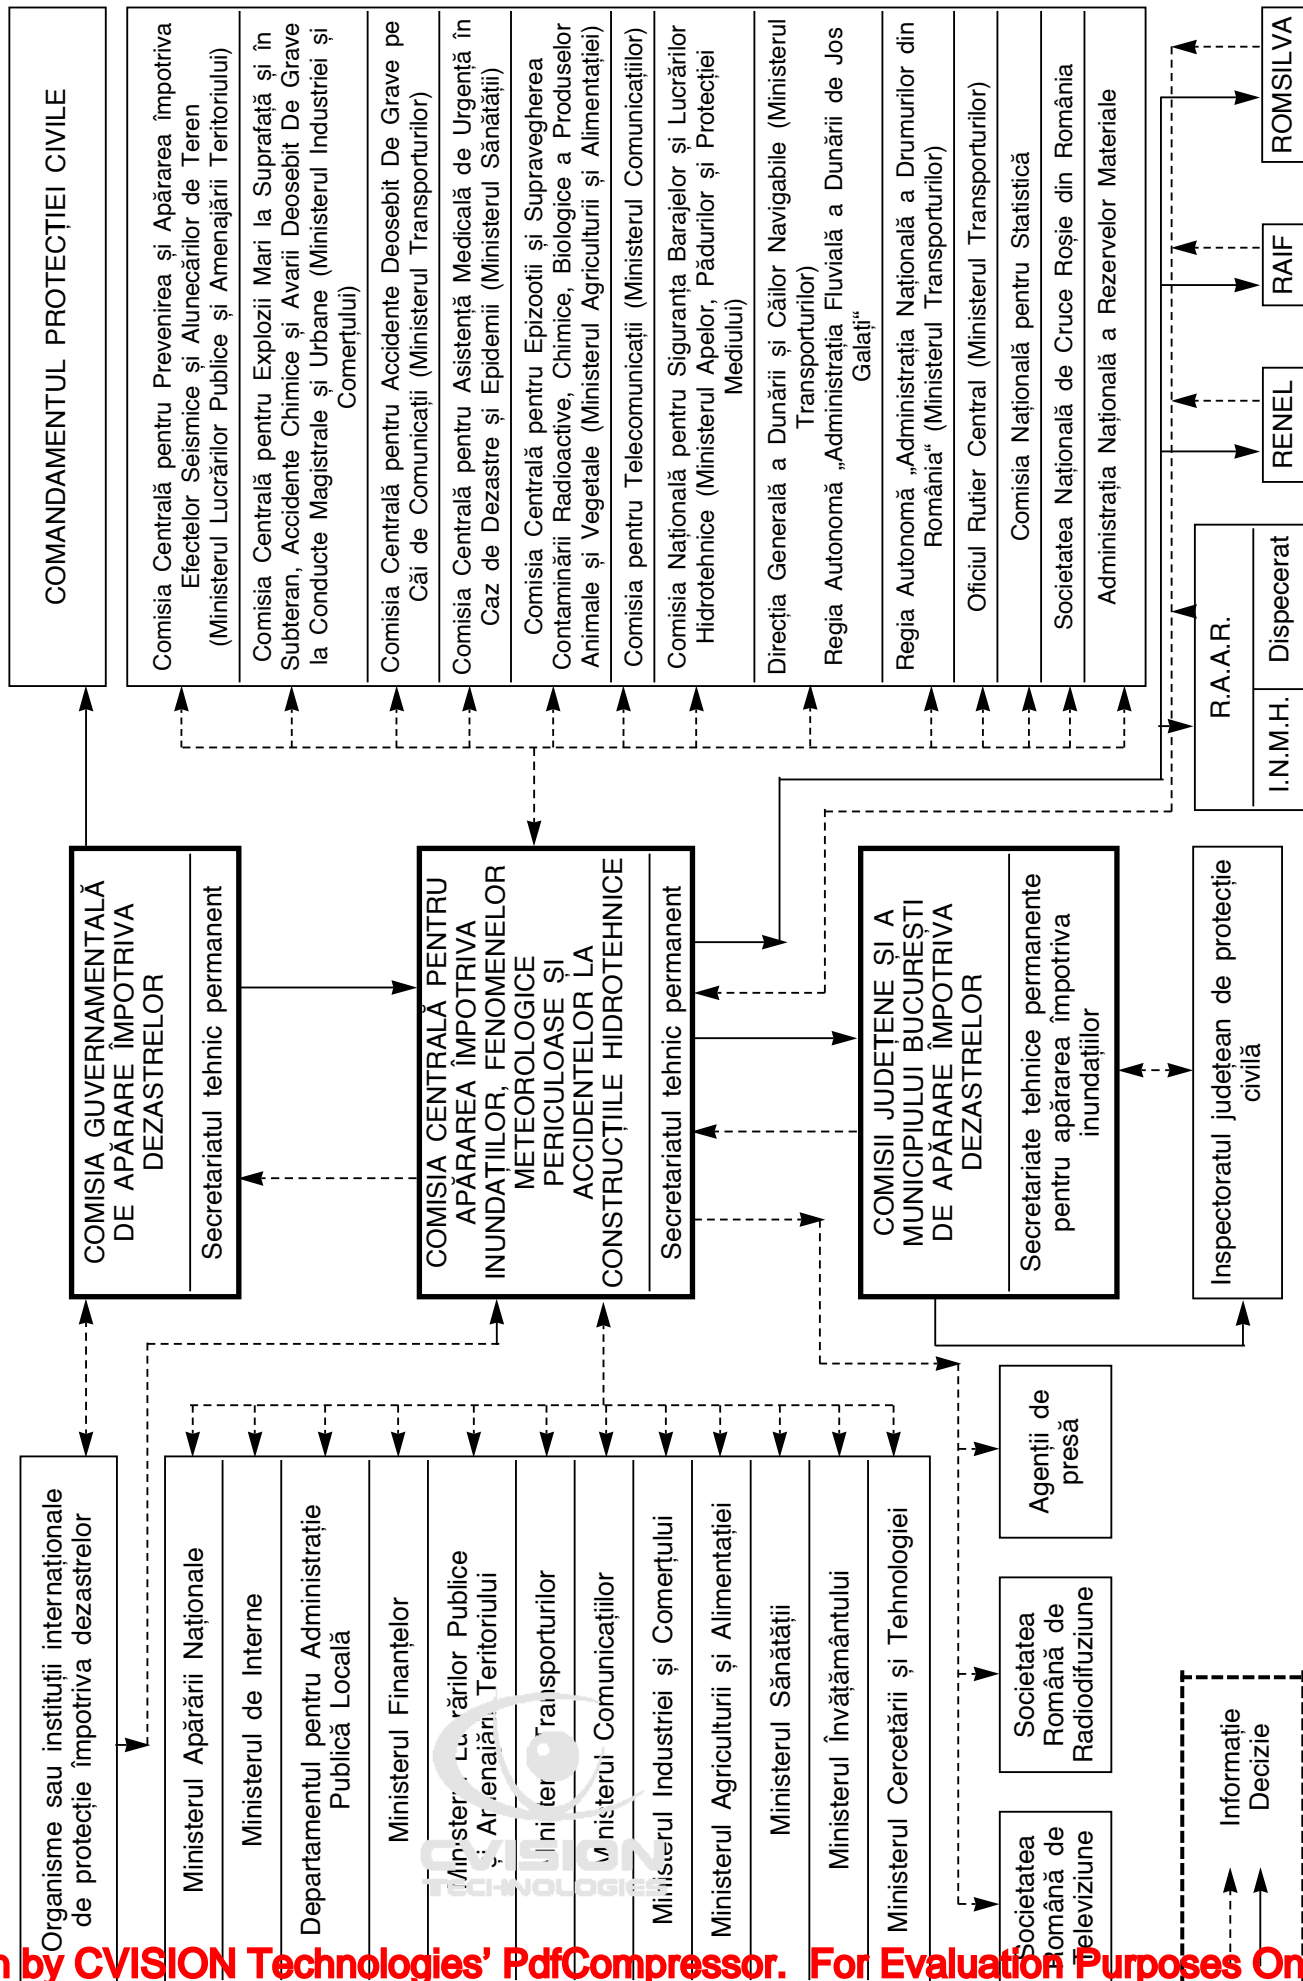 Organisme sau instituții internaționale
de protecție împotriva dezastrelor
COMISIA GUVERNAMENTALĂ
DE APĂRARE ÎMPOTRIVA
DEZASTRELOR
Secretariatul tehnic permanent
COMANDAMENTUL PROTECȚIEI CIVILE
Ministerul Apărării Naționale
Ministerul de Interne
Departamentul pentru Administrație
Publică Locală
Ministerul Finanțelor
Lucrărilor Publice
și Amenajării Teritoriului
Transporturilor
Ministerul Comunicațiilor
Ministerul Industriei și Comerțului
Ministerul Agriculturii și Alimentației
Ministerul Sănătății
Ministerul Învățământului
Ministerul Cercetării și Tehnologiei
COMISIA CENTRALĂ PENTRU
APĂRAREA ÎMPOTRIVA
INUNDAȚIILOR, FENOMENELOR
METEOROLOGICE
PERICULOASE ȘI
ACCIDENTELOR LA
CONSTRUCȚIILE HIDROTEHNICE
Secretariatul tehnic permanent
Comisia Centrală pentru Prevenirea și Apărarea împotriva
Efectelor Seismice și Alunecărilor de Teren
(Ministerul Lucrărilor Publice și Amenajării Teritoriului)
Comisia Centrală pentru Explozii Mari la Suprafață și în
Subteran, Accidente Chimice și Avarii Deosebit De Grave
la Conducte Magistrale și Urbane (Ministerul Industriei și
Comerțului)
Comisia Centrală pentru Accidente Deosebit De Grave pe
Căi de Comunicații (Ministerul Transporturilor)
Comisia Centrală pentru Asistență Medicală de Urgență în
Caz de Dezastre și Epidemii (Ministerul Sănătății)
Comisia Centrală pentru Epizootii și Supravegherea
Contaminării Radioactive, Chimice, Biologice a Produselor
Animale și Vegetale (Ministerul Agriculturii și Alimentației)
Comisia pentru Telecomunicații (Ministerul Comunicațiilor)
Comisia Națională pentru Siguranța Barajelor și Lucrărilor
Hidrotehnice (Ministerul Apelor, Pădurilor și Protecției
Mediului)
Direcția Generală a Dunării și Căilor Navigabile (Ministerul
Transporturilor)
Regia Autonomă „Administrația Fluvială a Dunării de Jos
Galați“
Regia Autonomă „Administrația Națională a Drumurilor din
România“ (Ministerul Transporturilor)
Oficiul Rutier Central (Ministerul Transporturilor)
Comisa Națională pentru Statistică
Societatea Națională de Cruce Roșie din România
Administrația Națională a Rezervelor Materiale
COMISII JUDEȚENE ȘI A
MUNICIPIULUI BUCUREȘTI
DE APĂRARE ÎMPOTRIVA
DEZASTRELOR
Secretariate tehnice permanente
pentru apărarea împotriva
inundațiilor
Societatea
Română de
Televiziune
Societatea
Română de
Radiodifuziune
Agenții de
presă
Inspectoratul județean de protecție
civilă
R.A.A.R.
I.N.M.H.
Dispecerat
RENEL
RAIF
ROMSILVA
Informație
Decizie
CVISION
TECHNOLOGIES
by CVISION Technologies' PdfCompressor. For Evaluation Purposes